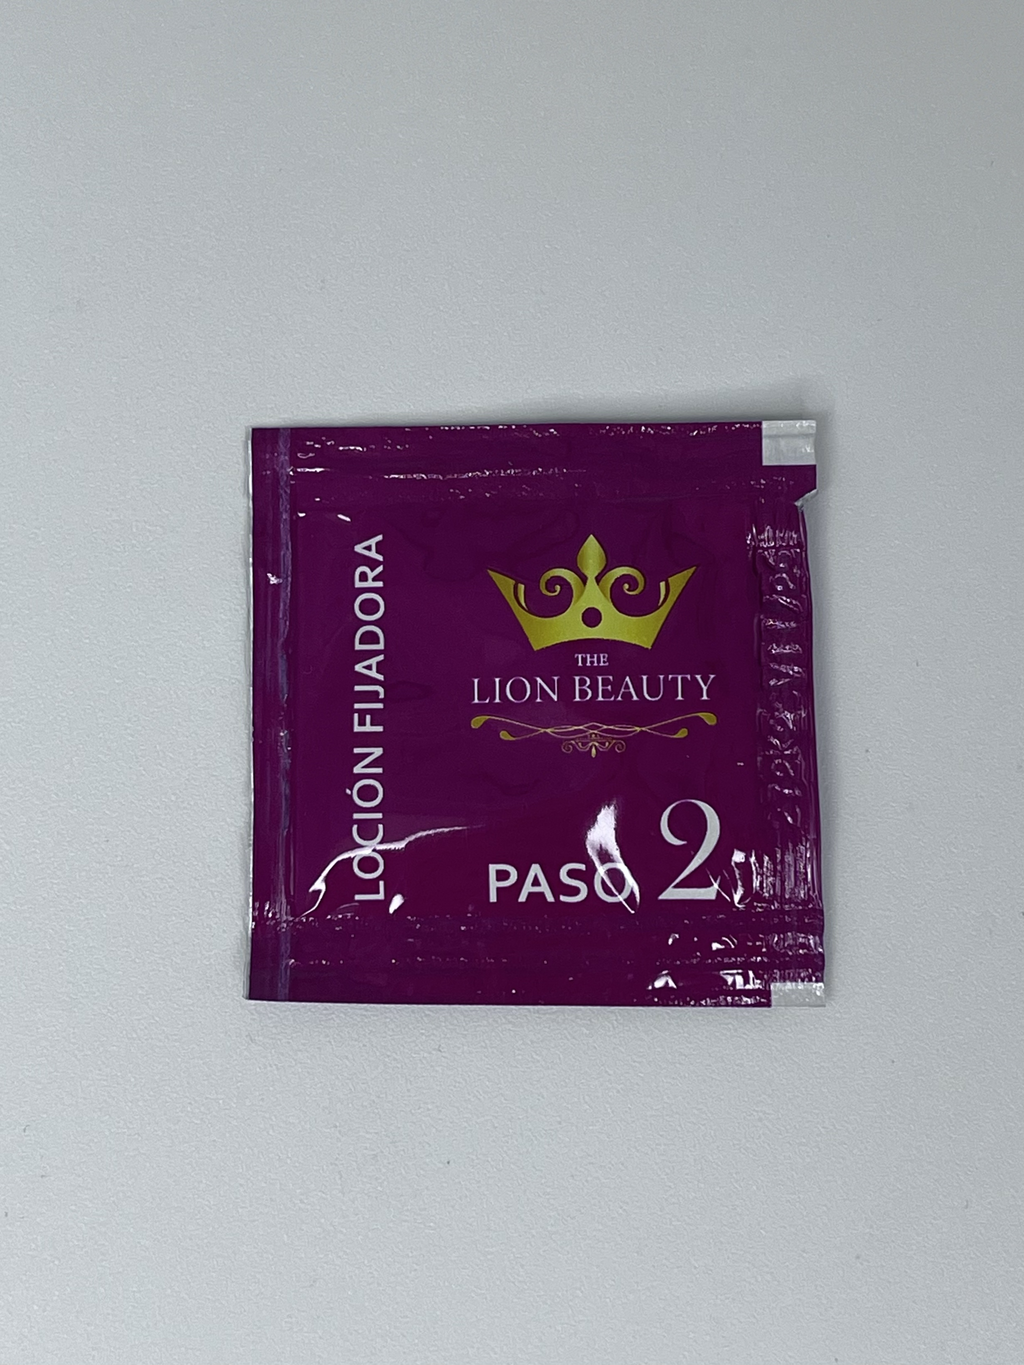 LOCIÓN FIJADORA
THE
LION BEAUTY
PASO 2